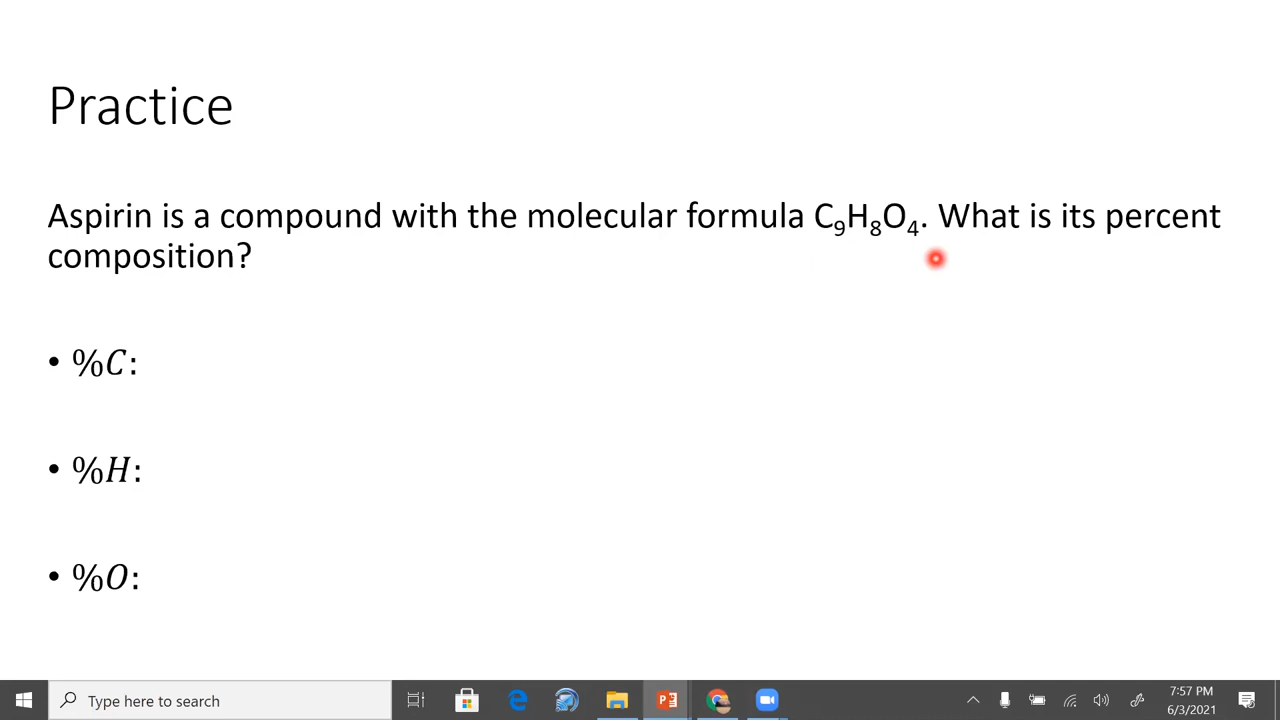 Practice
Aspirin is a compound with the molecular formula C₉H₈O₄. What is its percent
composition?
• %C:
• %H:
• %O:
Type here to search
7:57 PM
6/3/2021